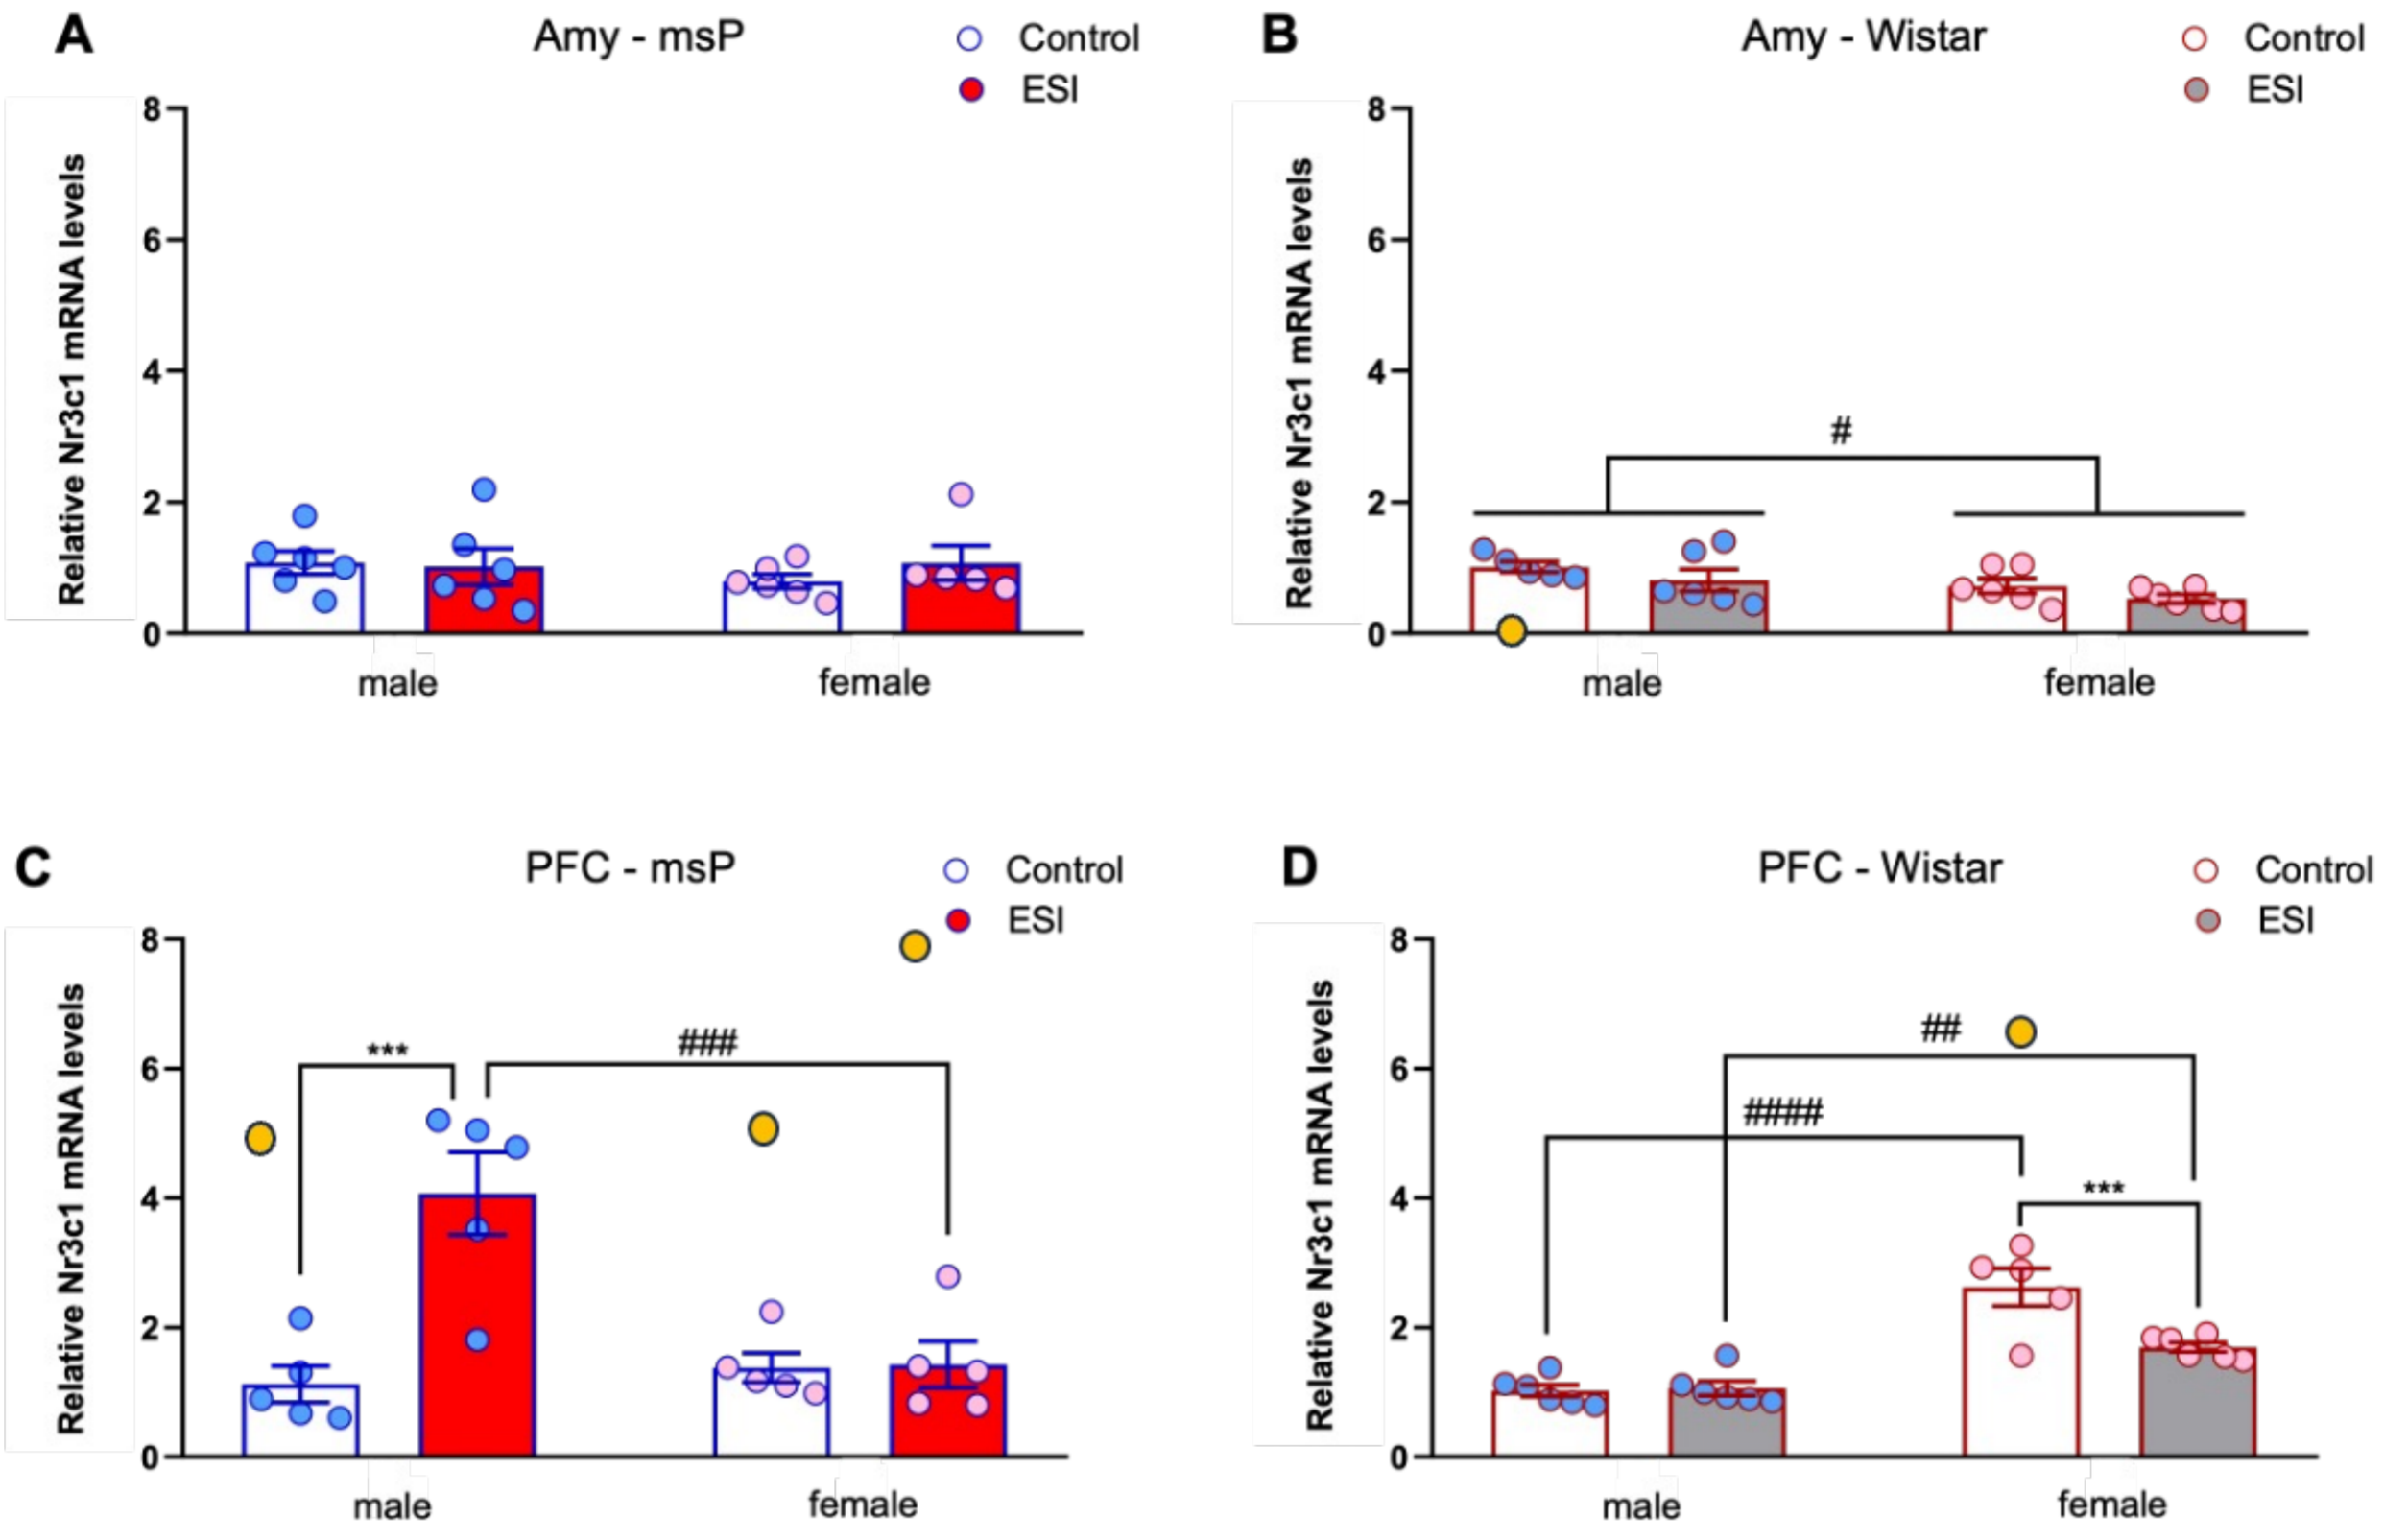 A
Amy - msP
Control
ESI
Relative Nr3c1 mRNA levels
8
6
4
2
0
male
female
B
Amy - Wistar
Control
ESI
Relative Nr3c1 mRNA levels
8
6
4
2
0
#
male
female
C
PFC - msP
Control
ESI
Relative Nr3c1 mRNA levels
8
6
4
2
0
***
###
male
female
D
PFC - Wistar
Control
ESI
Relative Nr3c1 mRNA levels
8
6
4
2
0
##
####
***
male
female